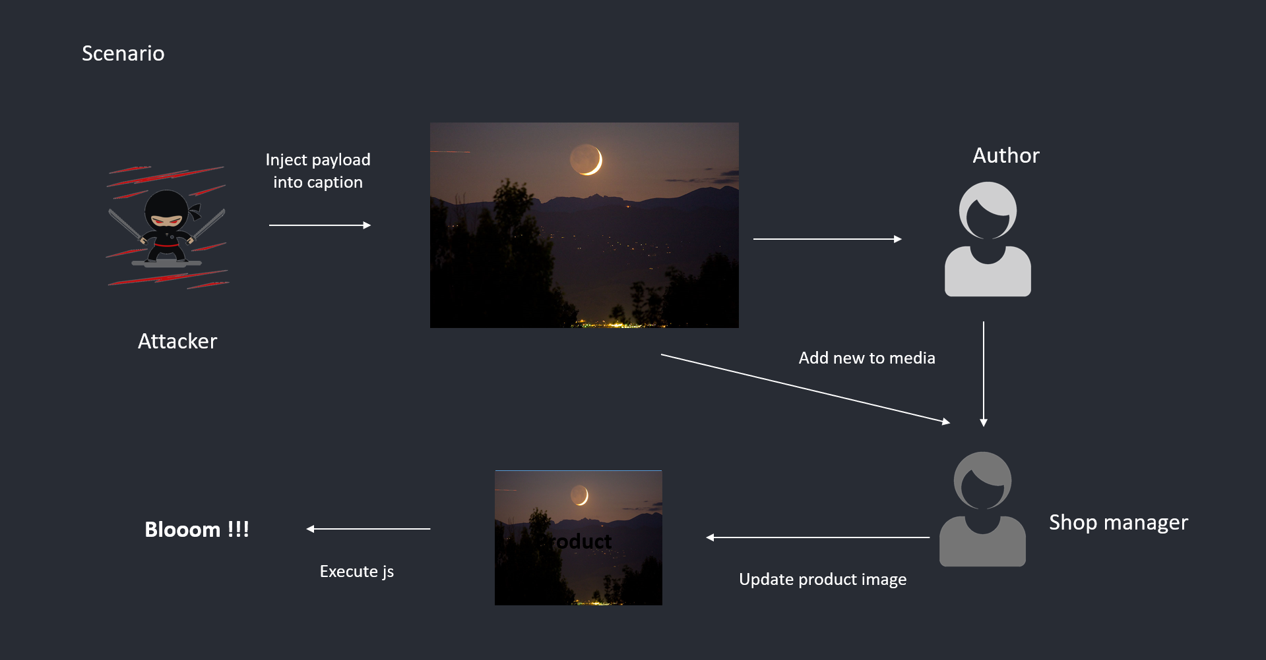 Scenario
Inject payload
into caption
Author
Attacker
Add new to media
Shop manager
Blooom !!!
Execute js
Product
Update product image